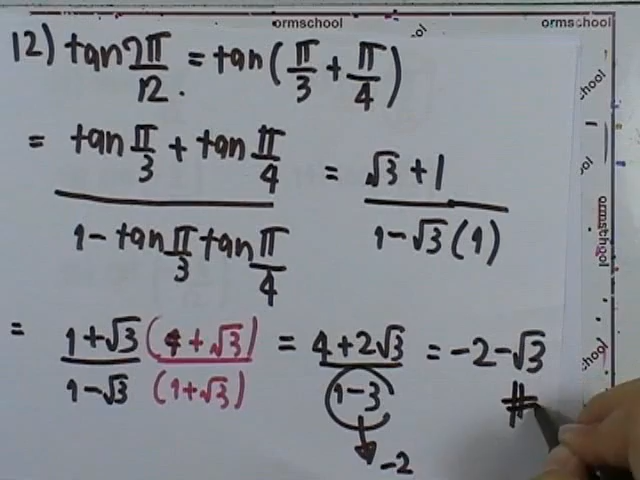 ormschool ormschool
12) tan 7π/12 = tan(π/3 + π/4)
= (tan π/3 + tan π/4)/(1 - tan π/3 tan π/4) = (√3 + 1)/(1 - √3(1))
= (1+√3)/(1-√3) (1+√3)/(1+√3) = (4+2√3)/(1-3) = -2-√3
-2 #